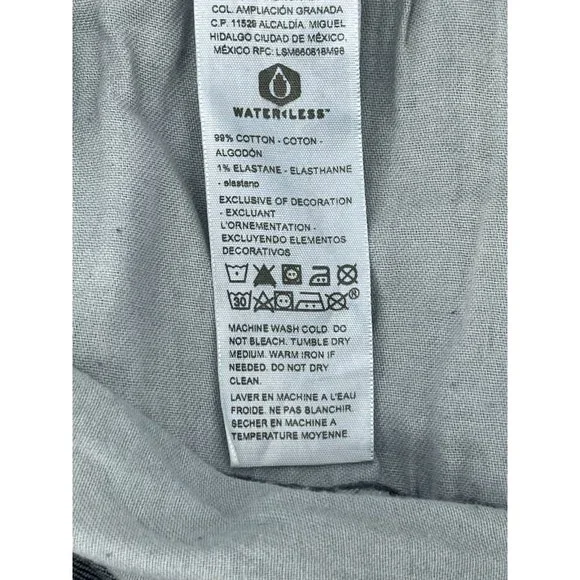 COL. AMPLIACIÓN GRANADA
C.P. 11529 ALCALDÍA. MIGUEL
HIDALGO CIUDAD DE MÉXICO.
MÉXICO RFC: LSM660818M98
WATER<LESS™
99% COTTON - COTON -
ALGODÓN
1% ELASTANE - ELASTHANNE
- elastano
EXCLUSIVE OF DECORATION
- EXCLUANT
L'ORNEMENTATION -
EXCLUYENDO ELEMENTOS
DECORATIVOS
30 ®
MACHINE WASH COLD. DO
NOT BLEACH. TUMBLE DRY
MEDIUM. WARM IRON IF
NEEDED. DO NOT DRY
CLEAN.
LAVER EN MACHINE A L'EAU
FROIDE. NE PAS BLANCHIR.
SECHER EN MACHINE A
TEMPERATURE MOYENNE.